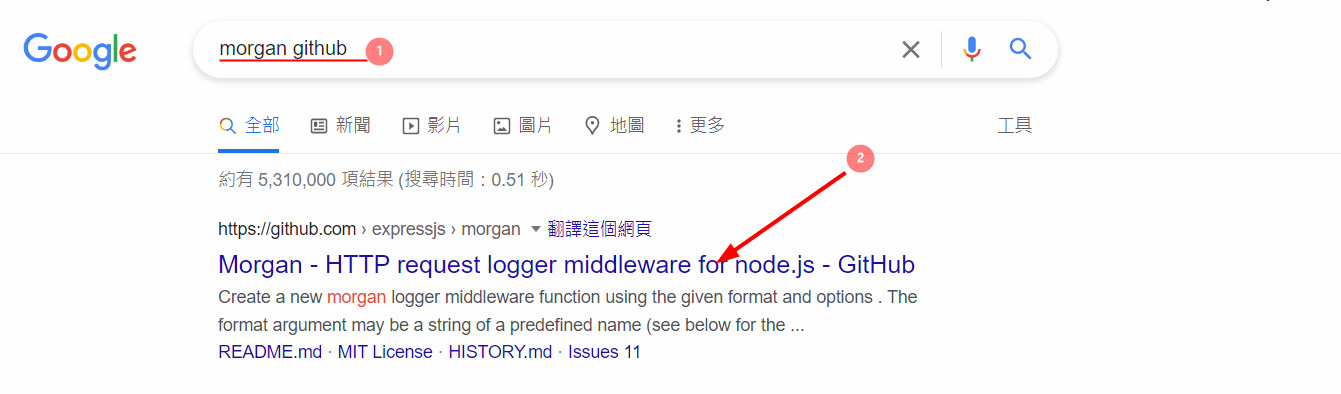 Google
morgan github 1
全部 新聞 影片 圖片 地圖 更多 工具
2
約有 5,310,000 項結果 (搜尋時間：0.51 秒)
https://github.com › expressjs › morgan 翻譯這個網頁
Morgan - HTTP request logger middleware for node.js - GitHub
Create a new morgan logger middleware function using the given format and options . The
format argument may be a string of a predefined name (see below for the ...
README.md · MIT License · HISTORY.md · Issues 11